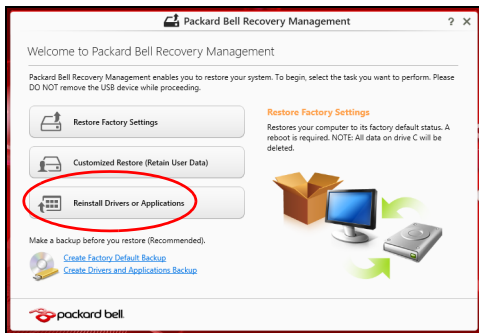 Packard Bell Recovery Management
? X
Welcome to Packard Bell Recovery Management
Packard Bell Recovery Management enables you to restore your system. To begin, select the task you want to perform. Please
DO NOT remove the USB device while proceeding.
Restore Factory Settings
Customized Restore (Retain User Data)
Reinstall Drivers or Applications
Restore Factory Settings
Restores your computer to its factory default status. A
reboot is required. NOTE: All data on drive C will be
deleted.
Make a backup before you restore (Recommended).
Create Factory Default Backup
Create Drivers and Applications Backup
packard bell